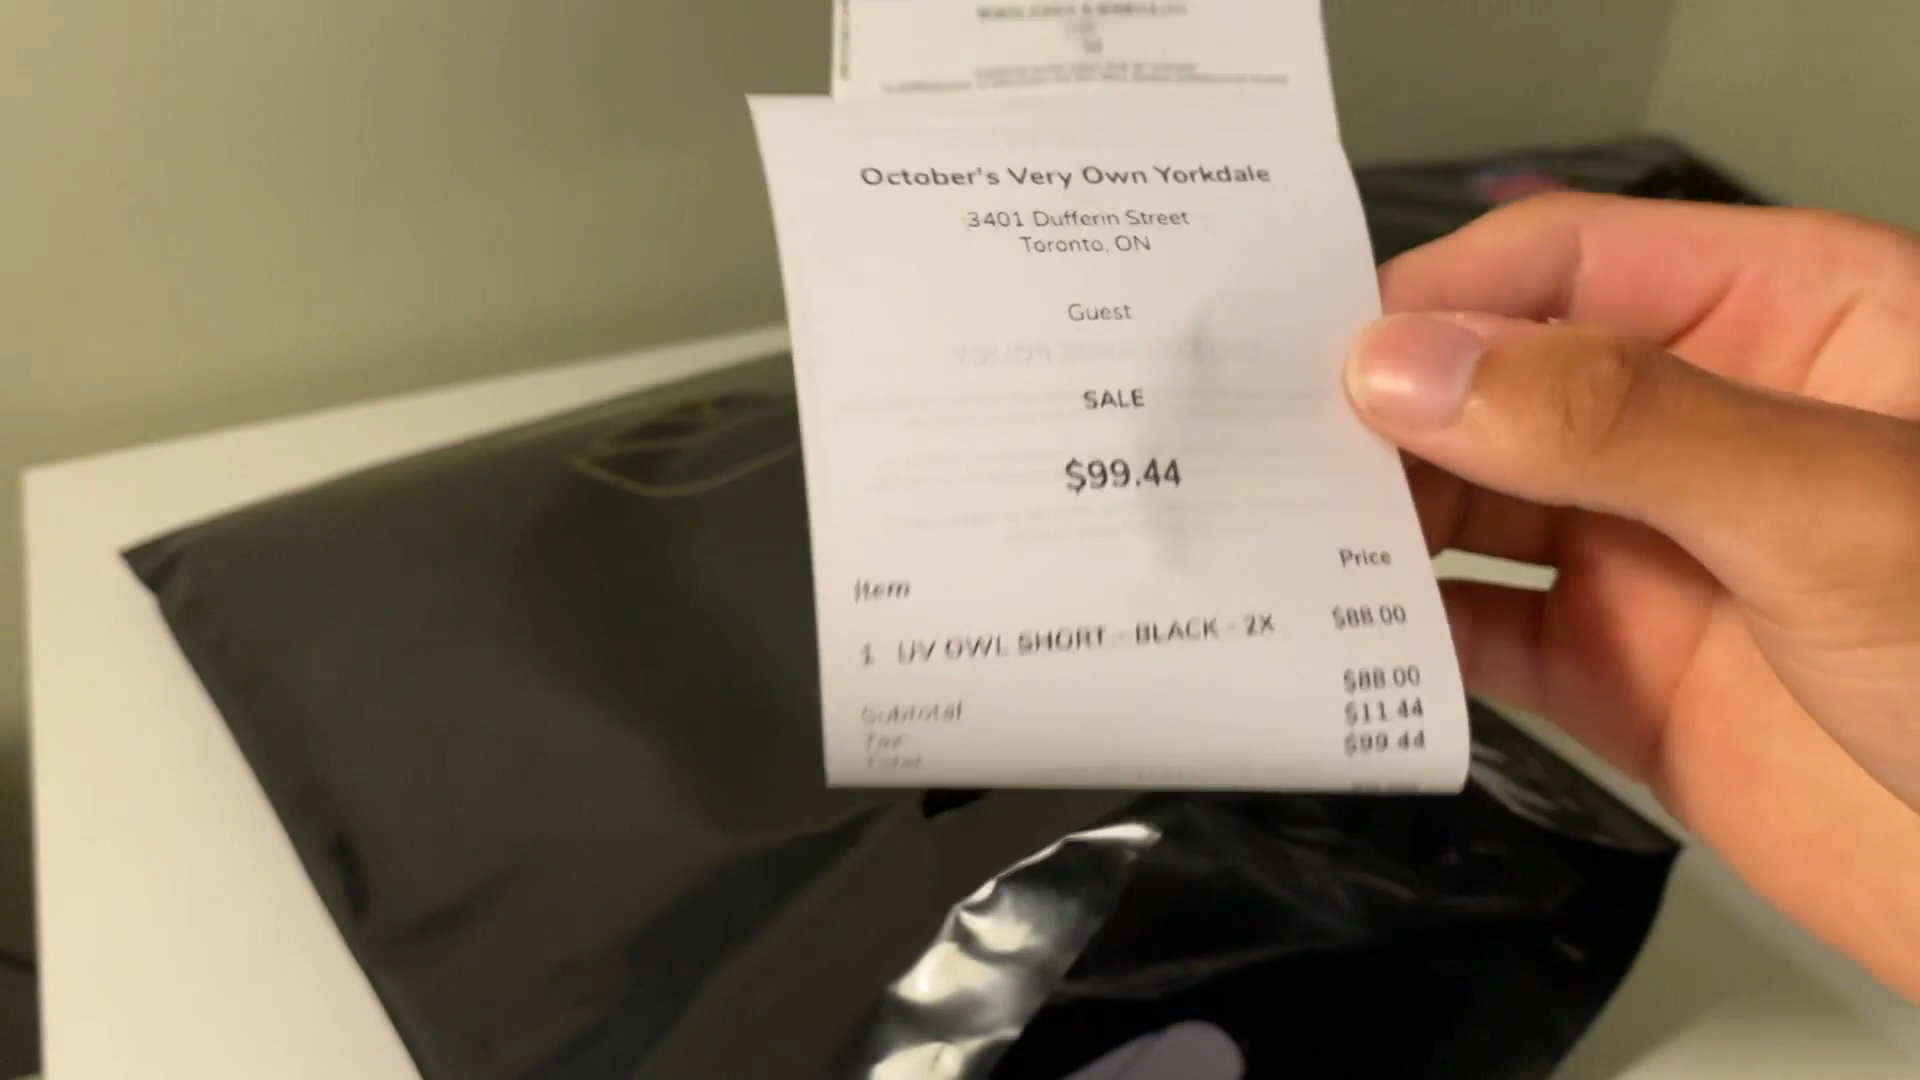 October's Very Own Yorkdale
3401 Dufferin Street
Toronto, ON
Guest
SALE
$99.44
Item Price
1 UV OWL SHORT - BLACK - 2X $88.00
Subtotal $88.00
Tax $11.44
Total $99.44